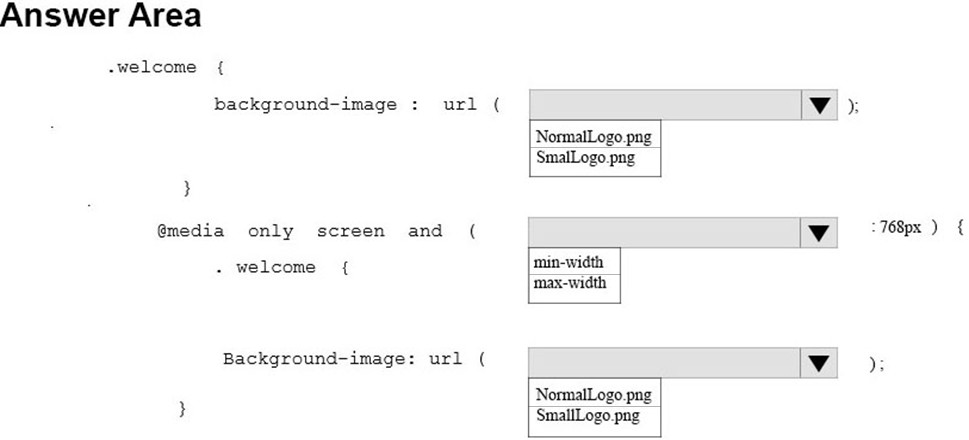 Answer Area
.welcome {
background-image : url ( );
NormalLogo.png
SmalLogo.png
}
@media only screen and ( : 768px ) {
min-width
. welcome {
max-width
Background-image: url ( );
NormalLogo.png
}
SmallLogo.png